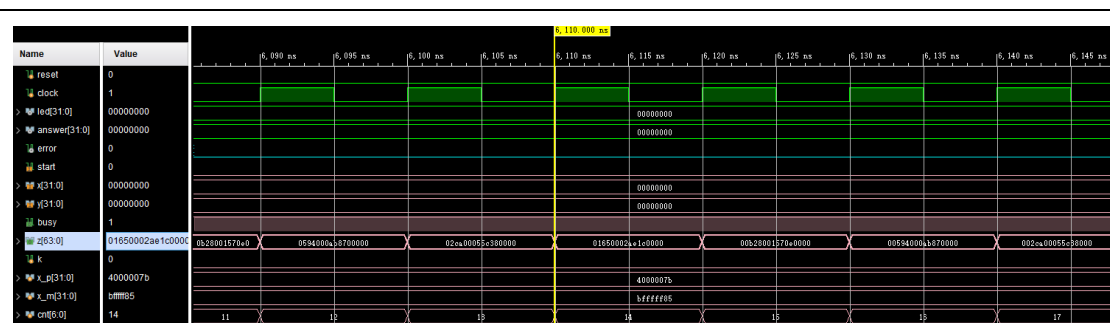 6,110.000 ns
Name Value 6,090 ns 6,095 ns 6,100 ns 6,105 ns 6,110 ns 6,115 ns 6,120 ns 6,125 ns 6,130 ns 6,135 ns 6,140 ns 6,145 ns
reset 0
clock 1
> led[31:0] 00000000 00000000
> answer[31:0] 00000000 00000000
error 0
start 0
> x[31:0] 00000000 00000000
> y[31:0] 00000000 00000000
busy 1
> z[63:0] 01650002ae1c000 0b28001570e0 0594000ab8700000 02ca00055c380000 01650002ae1c0000 00b28001570e0000 00594000ab870000 002ca00055c38000
k 0
> x_p[31:0] 4000007b 4000007b
> x_m[31:0] bfffff85 bfffff85
> cnt[6:0] 14 11 12 13 14 15 16 17